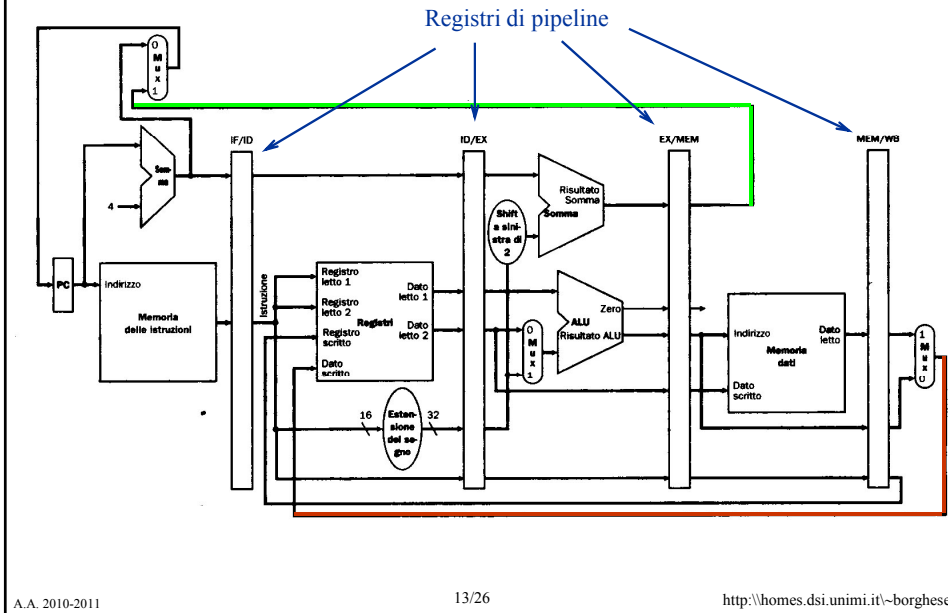 Registri di pipeline
0
M
u
x
1
IF/ID
ID/EX
EX/MEM
MEM/WB
Som-
ma
4
Risultato
Somma
Somma
Shift
a sini-
stra di
2
PC
Indirizzo
Memoria
delle istruzioni
Istruzione
Registro
letto 1
Registro
letto 2
Registro
scritto
Dato
scritto
Registri
Dato
letto 1
Dato
letto 2
0
M
u
x
1
Zero
ALU
Risultato ALU
Indirizzo
Dato
letto
Memoria
dati
Dato
scritto
1
M
u
x
0
16
Esten-
sione
del se-
gno
32
A.A. 2010-2011
13/26
http:\\homes.dsi.unimi.it\~borghese